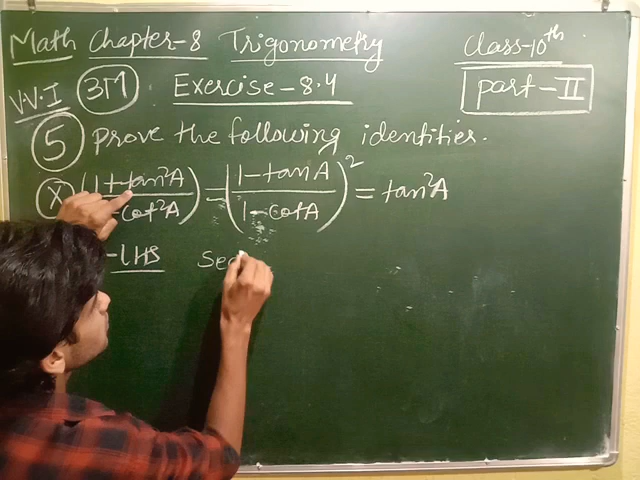 Math Chapter-8 Trigonometry Class-10th
V.V.I 3M Exercise-8.4 Part-II
5 Prove the following identities.
X (1+tan²A / cot²A) = (1-tanA / 1-cotA)² = tan²A
-LHS Sec